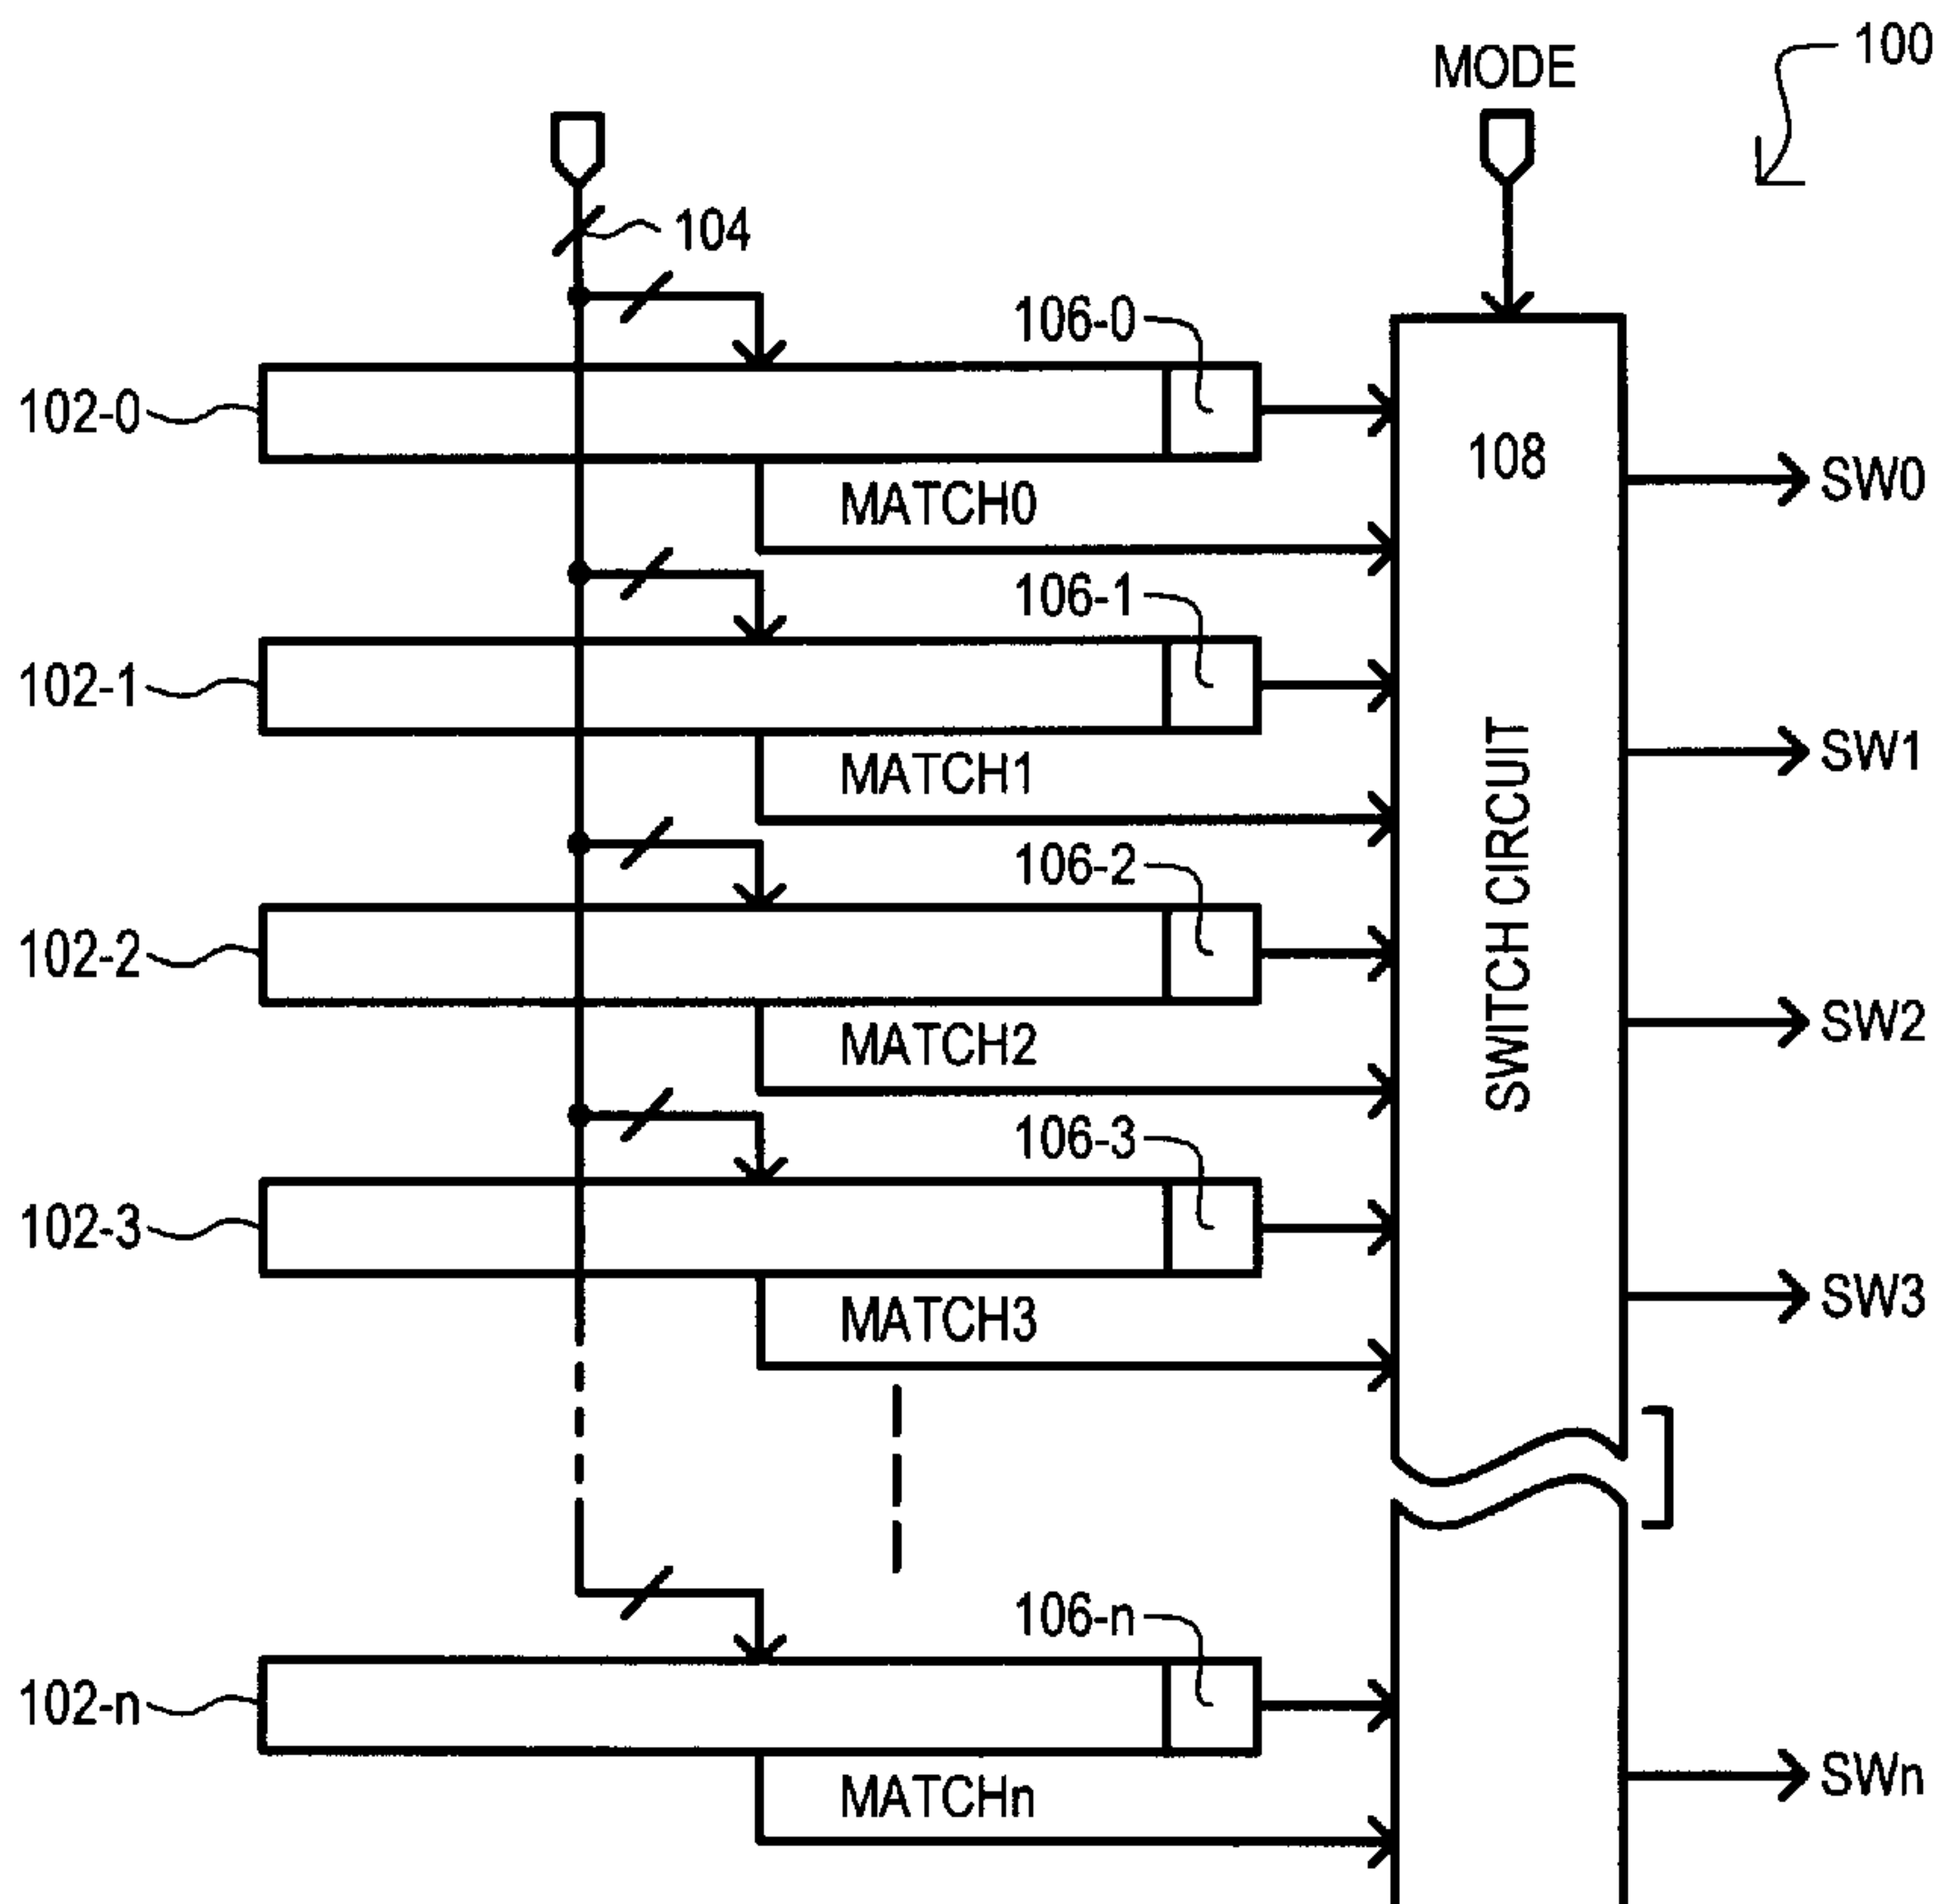 100
MODE
104
106-0
102-0
108
MATCH0
SW0
106-1
102-1
MATCH1
SW1
SWITCH CIRCUIT
106-2
102-2
MATCH2
SW2
106-3
102-3
MATCH3
SW3
106-n
102-n
MATCHn
SWn